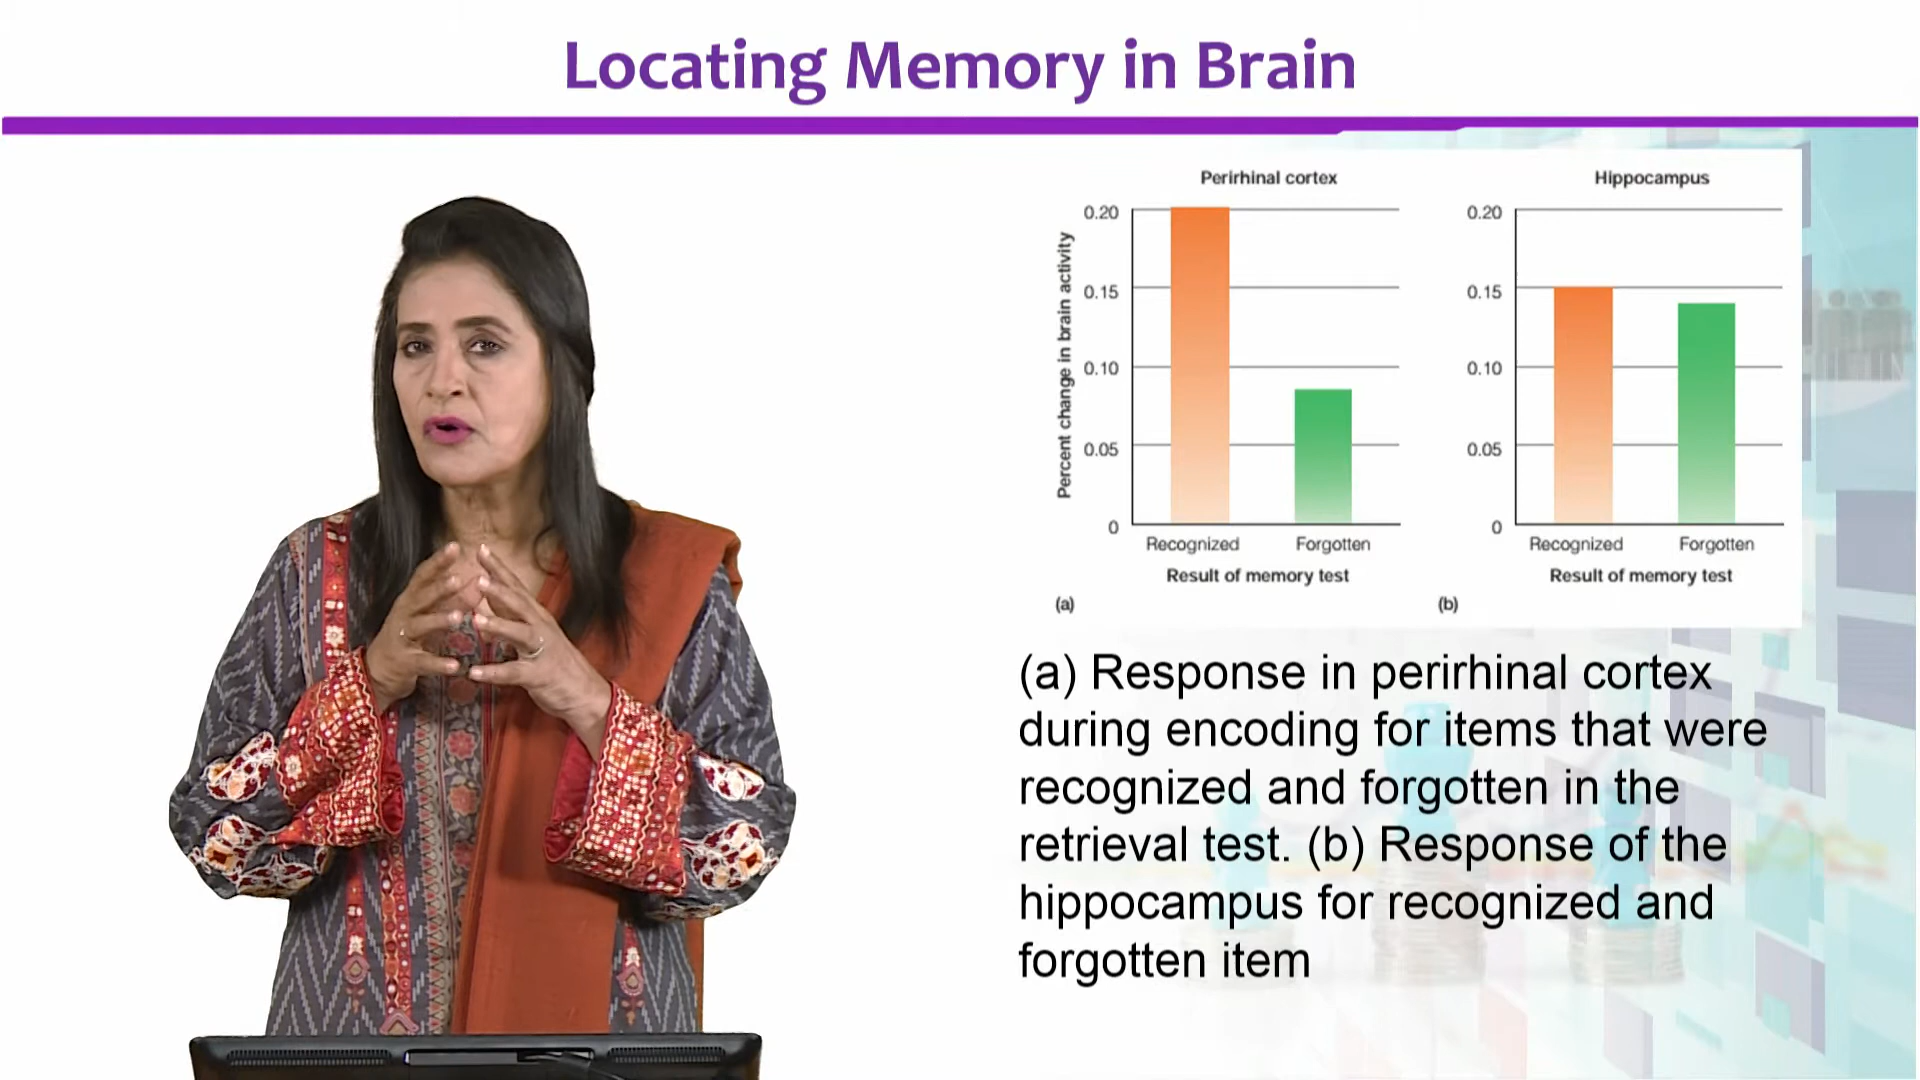 Locating Memory in Brain
Perirhinal cortex
Percent change in brain activity
0.20
0.15
0.10
0.05
0
Recognized Forgotten
Result of memory test
(a)
Hippocampus
0.20
0.15
0.10
0.05
0
Recognized Forgotten
Result of memory test
(b)
(a) Response in perirhinal cortex
during encoding for items that were
recognized and forgotten in the
retrieval test. (b) Response of the
hippocampus for recognized and
forgotten item